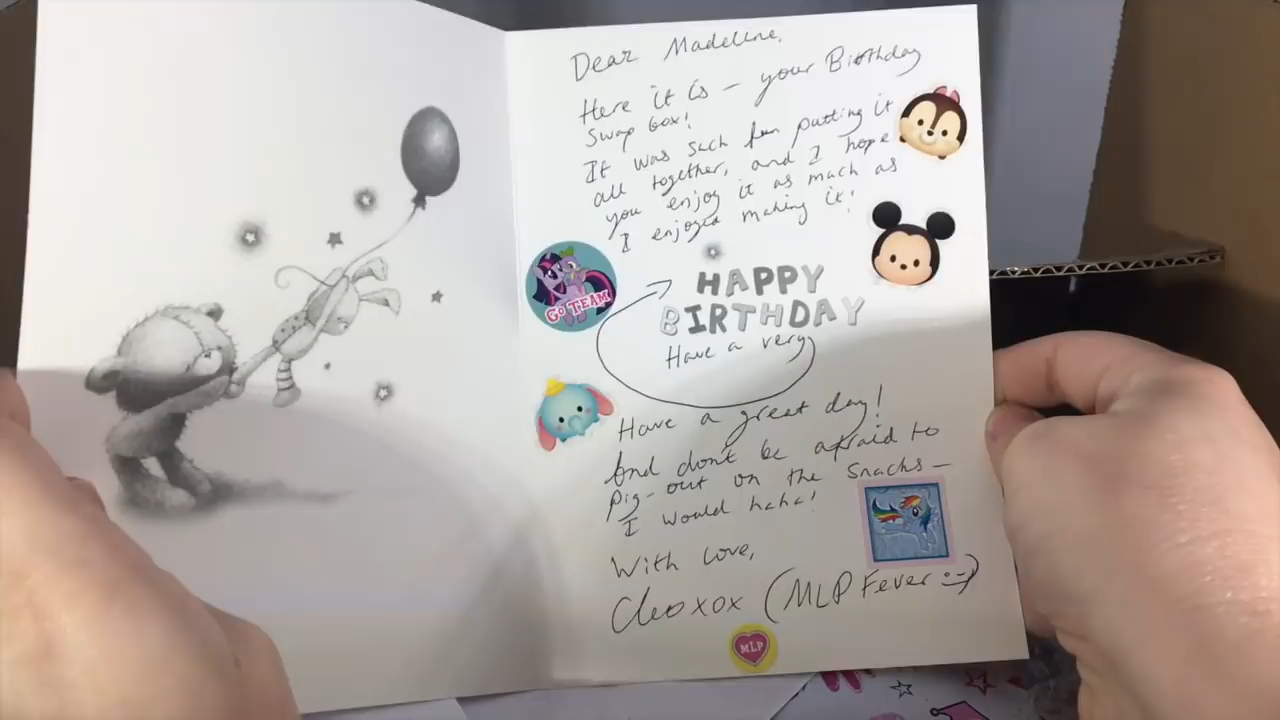 Dear Madeline,
Here it is - your Birthday
Swap box!
It was such fun putting it
all together, and I hope
you enjoy it as much as
I enjoyed making it!
GO TEAM
HAPPY
BIRTHDAY
Have a very
Have a great day!
And don't be afraid to
pig-out on the snacks -
I would haha!
With love,
Cleo xox (MLP Fever :-))
MLP